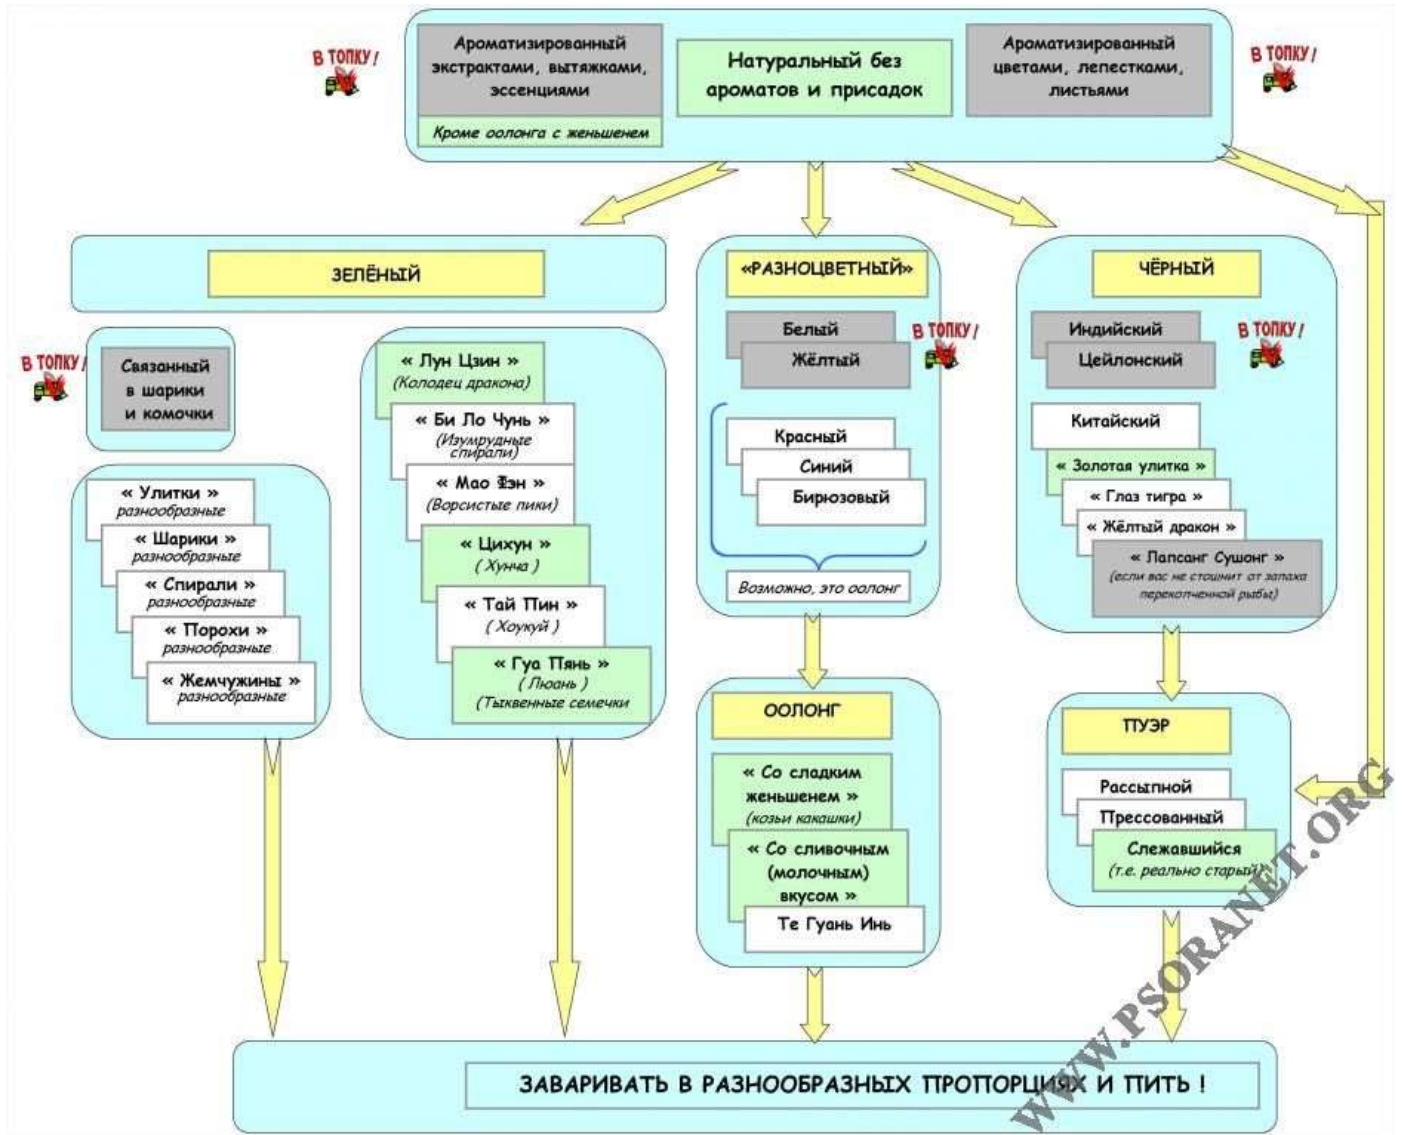 В ТОПКУ !
Ароматизированный
экстрактами, вытяжками,
эссенциями
Кроме оолонга с женьшенем
Натуральный без
ароматов и присадок
Ароматизированный
цветами, лепестками,
листьями
В ТОПКУ !
ЗЕЛЁНЫЙ
В ТОПКУ !
Связанный
в шарики
и комочки
« Улитки »
разнообразные
« Шарики »
разнообразные
« Спирали »
разнообразные
« Порохи »
разнообразные
« Жемчужины »
разнообразные
« Лун Цзин »
(Колодец дракона)
« Би Ло Чунь »
(Изумрудные
спирали)
« Мао Фэн »
(Ворсистые пики)
« Цихун »
( Хунча )
« Тай Пин »
( Хоукуй )
« Гуа Пянь »
( Люань )
(Тыквенные семечки
«РАЗНОЦВЕТНЫЙ»
Белый
Жёлтый
В ТОПКУ !
Красный
Синий
Бирюзовый
Возможно, это оолонг
ООЛОНГ
« Со сладким
женьшенем »
(козьи какашки)
« Со сливочным
(молочным)
вкусом »
Те Гуань Инь
ЧЁРНЫЙ
Индийский
Цейлонский
В ТОПКУ !
Китайский
« Золотая улитка »
« Глаз тигра »
« Жёлтый дракон »
« Лапсанг Сушонг »
(если вас не стошнит от запаха
перекопченной рыбы)
ПУЭР
Рассыпной
Прессованный
Слежавшийся
(т.е. реально старый)
ЗАВАРИВАТЬ В РАЗНООБРАЗНЫХ ПРОПОРЦИЯХ И ПИТЬ !
WWW.PSORANET.ORG